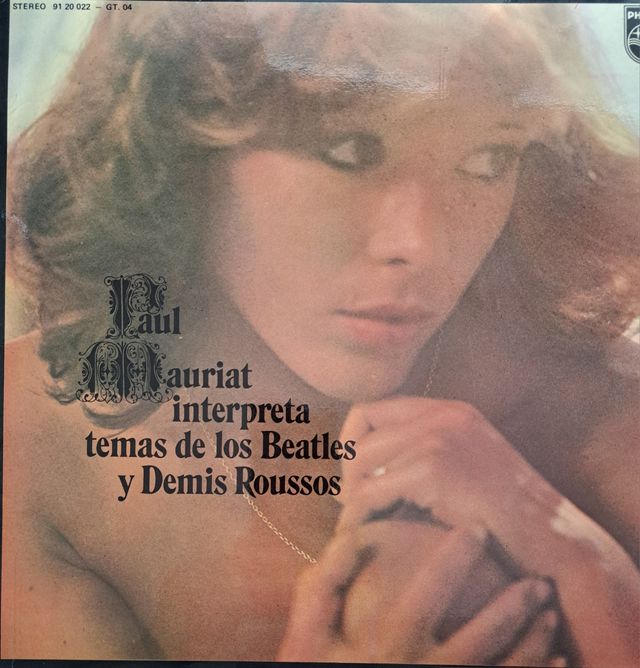 STEREO 91 20 022 – GT. 04
Paul
Mauriat
interpreta
temas de los Beatles
y Demis Roussos